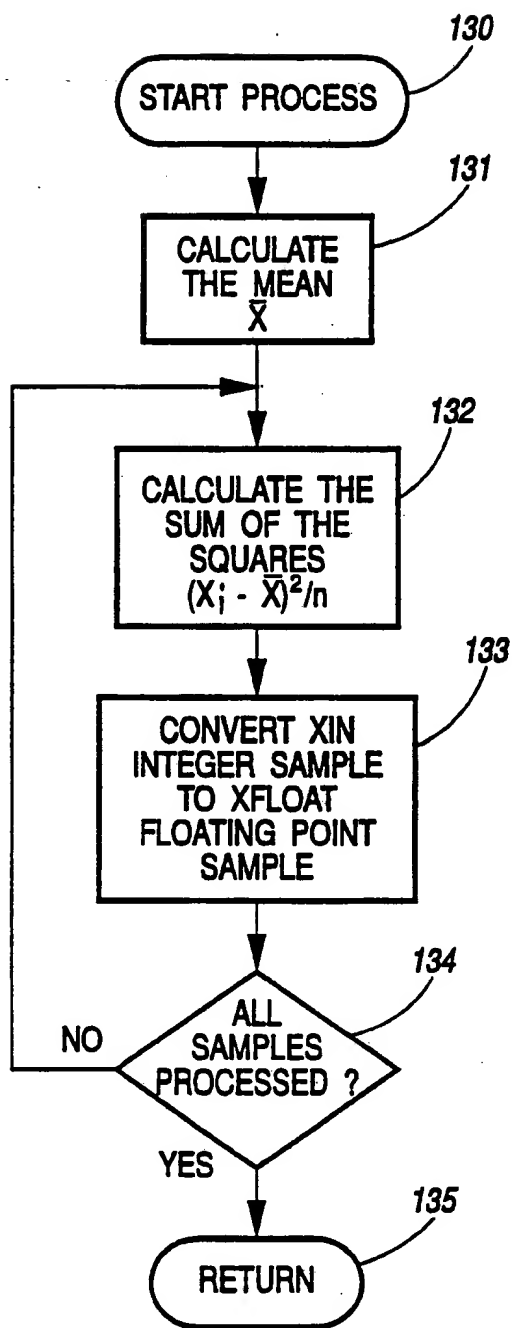 130
START PROCESS
131
CALCULATE
THE MEAN
X̄
132
CALCULATE THE
SUM OF THE
SQUARES
(Xi - X̄)²/n
133
CONVERT XIN
INTEGER SAMPLE
TO XFLOAT
FLOATING POINT
SAMPLE
134
ALL
SAMPLES
PROCESSED ?
NO
YES
135
RETURN